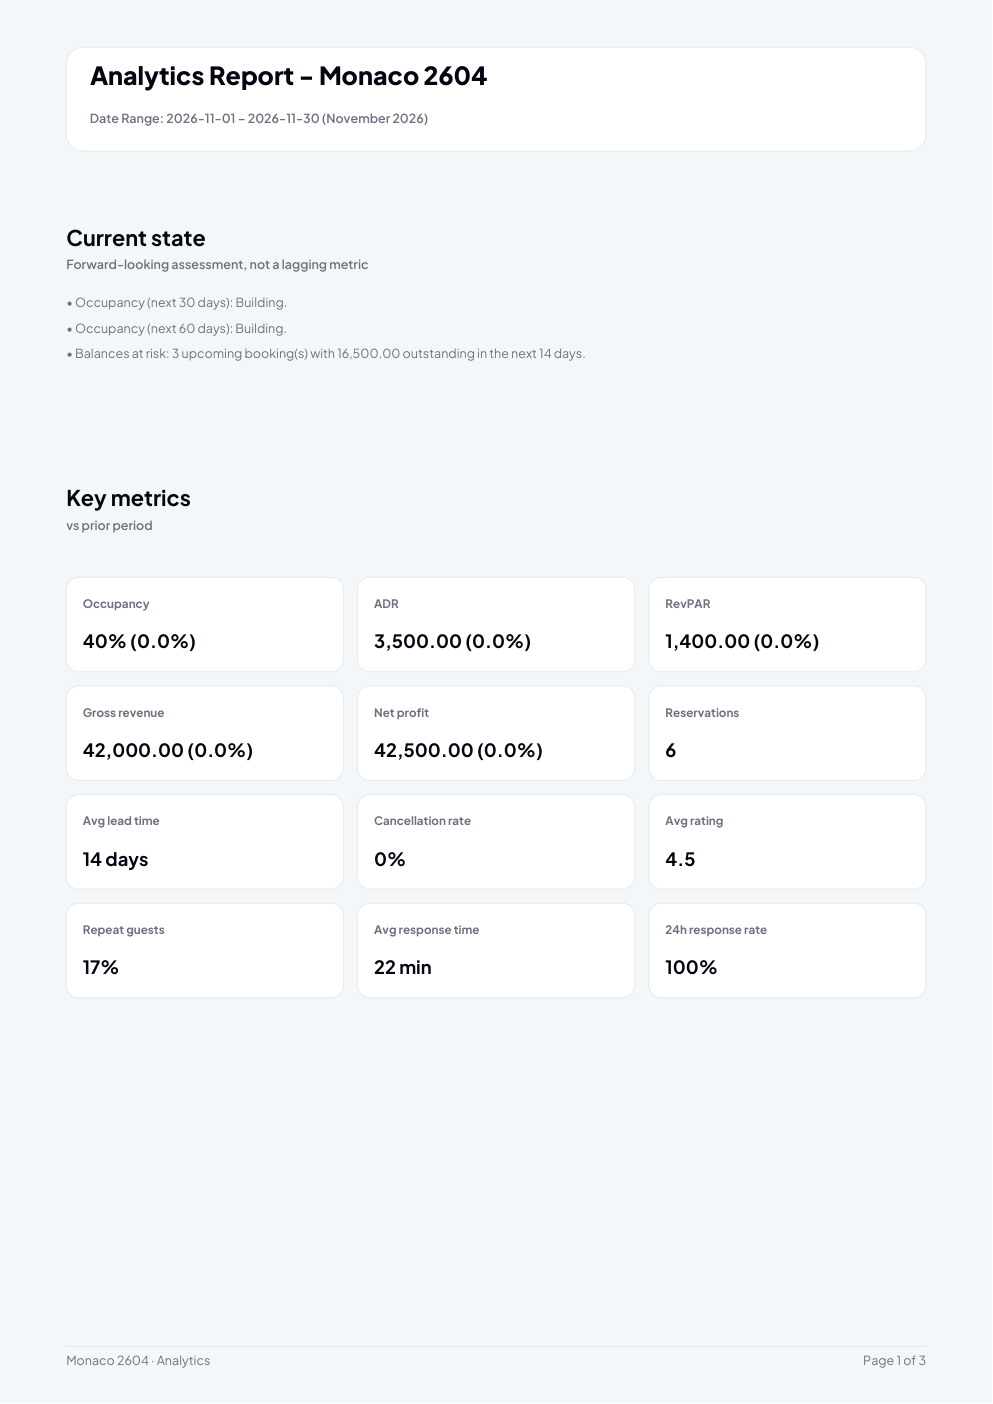 Analytics Report – Monaco 2604
Date Range: 2026-11-01 – 2026-11-30 (November 2026)
Current state
Forward-looking assessment, not a lagging metric
• Occupancy (next 30 days): Building.
• Occupancy (next 60 days): Building.
• Balances at risk: 3 upcoming booking(s) with 16,500.00 outstanding in the next 14 days.
Key metrics
vs prior period
Occupancy
40% (0.0%)
ADR
3,500.00 (0.0%)
RevPAR
1,400.00 (0.0%)
Gross revenue
42,000.00 (0.0%)
Net profit
42,500.00 (0.0%)
Reservations
6
Avg lead time
14 days
Cancellation rate
0%
Avg rating
4.5
Repeat guests
17%
Avg response time
22 min
24h response rate
100%
Monaco 2604 · Analytics
Page 1 of 3